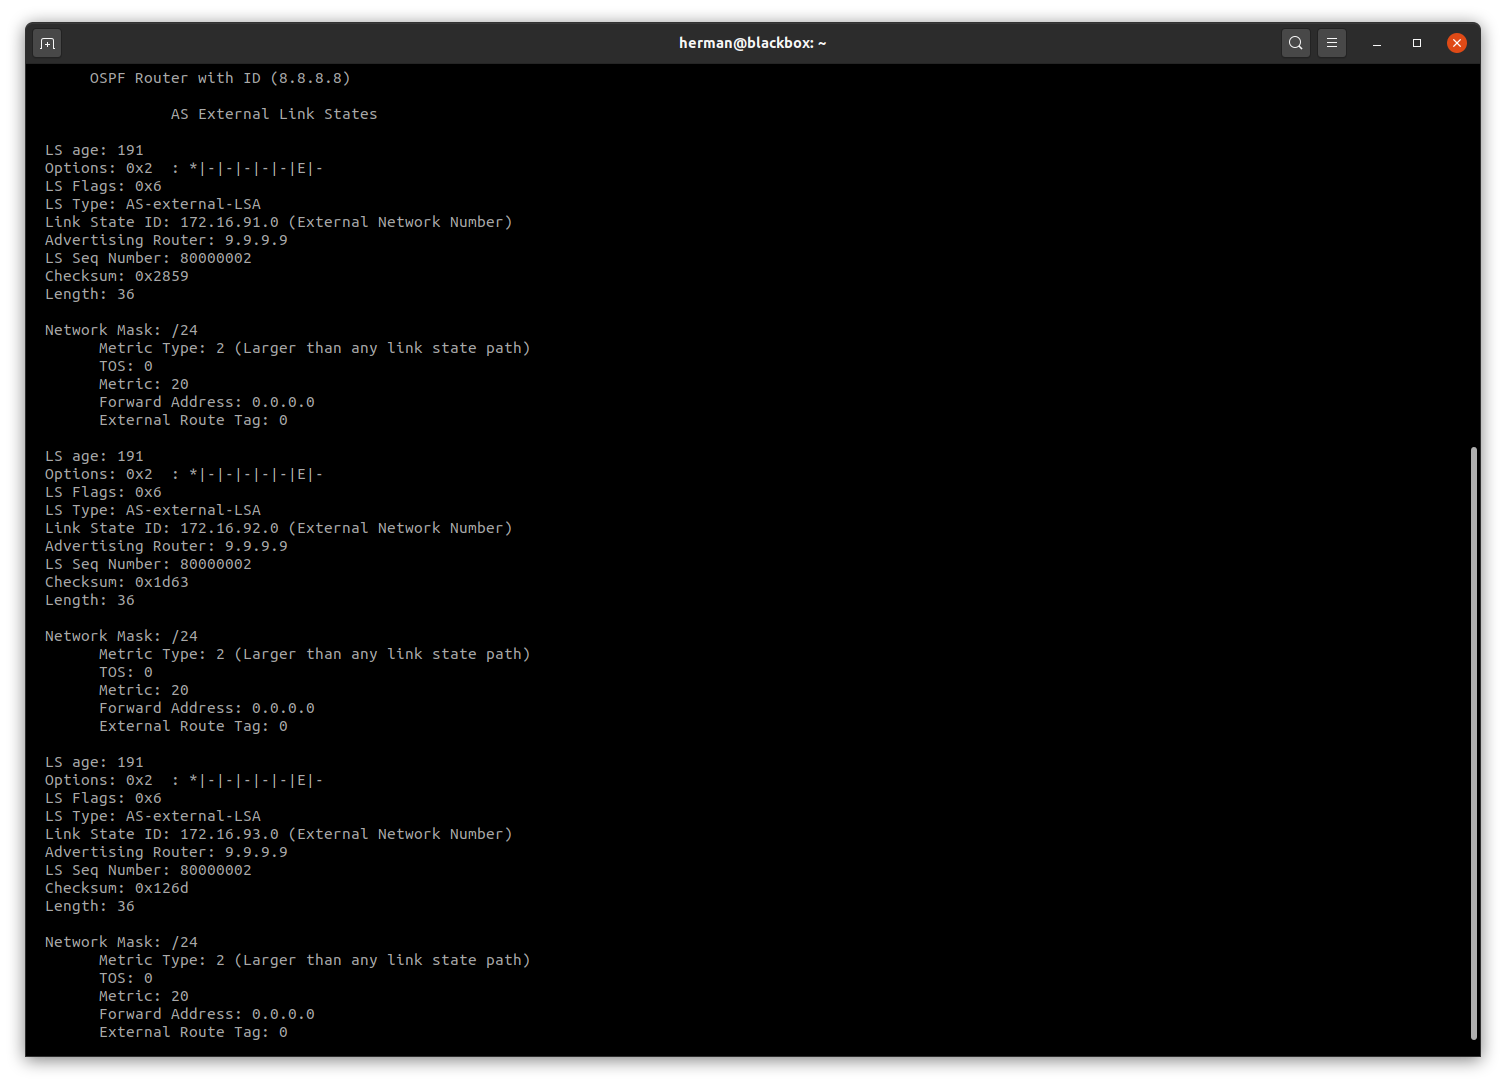 herman@blackbox: ~
OSPF Router with ID (8.8.8.8)
AS External Link States
LS age: 191
Options: 0x2  : *|-|-|-|-|-|E|-
LS Flags: 0x6
LS Type: AS-external-LSA
Link State ID: 172.16.91.0 (External Network Number)
Advertising Router: 9.9.9.9
LS Seq Number: 80000002
Checksum: 0x2859
Length: 36
Network Mask: /24
Metric Type: 2 (Larger than any link state path)
TOS: 0
Metric: 20
Forward Address: 0.0.0.0
External Route Tag: 0
LS age: 191
Options: 0x2  : *|-|-|-|-|-|E|-
LS Flags: 0x6
LS Type: AS-external-LSA
Link State ID: 172.16.92.0 (External Network Number)
Advertising Router: 9.9.9.9
LS Seq Number: 80000002
Checksum: 0x1d63
Length: 36
Network Mask: /24
Metric Type: 2 (Larger than any link state path)
TOS: 0
Metric: 20
Forward Address: 0.0.0.0
External Route Tag: 0
LS age: 191
Options: 0x2  : *|-|-|-|-|-|E|-
LS Flags: 0x6
LS Type: AS-external-LSA
Link State ID: 172.16.93.0 (External Network Number)
Advertising Router: 9.9.9.9
LS Seq Number: 80000002
Checksum: 0x126d
Length: 36
Network Mask: /24
Metric Type: 2 (Larger than any link state path)
TOS: 0
Metric: 20
Forward Address: 0.0.0.0
External Route Tag: 0